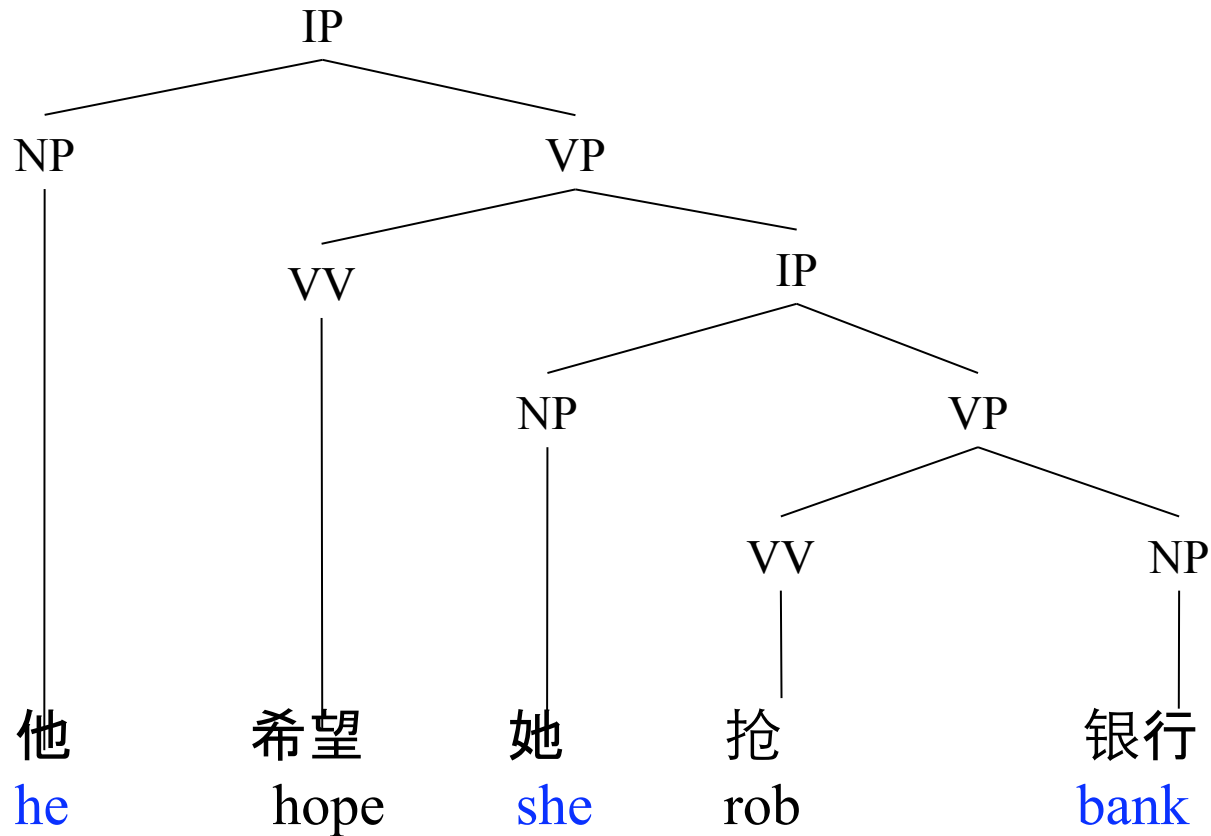 IP
NP VP
VV IP
NP VP
VV NP
他 希望 她 抢 银行
he hope she rob bank